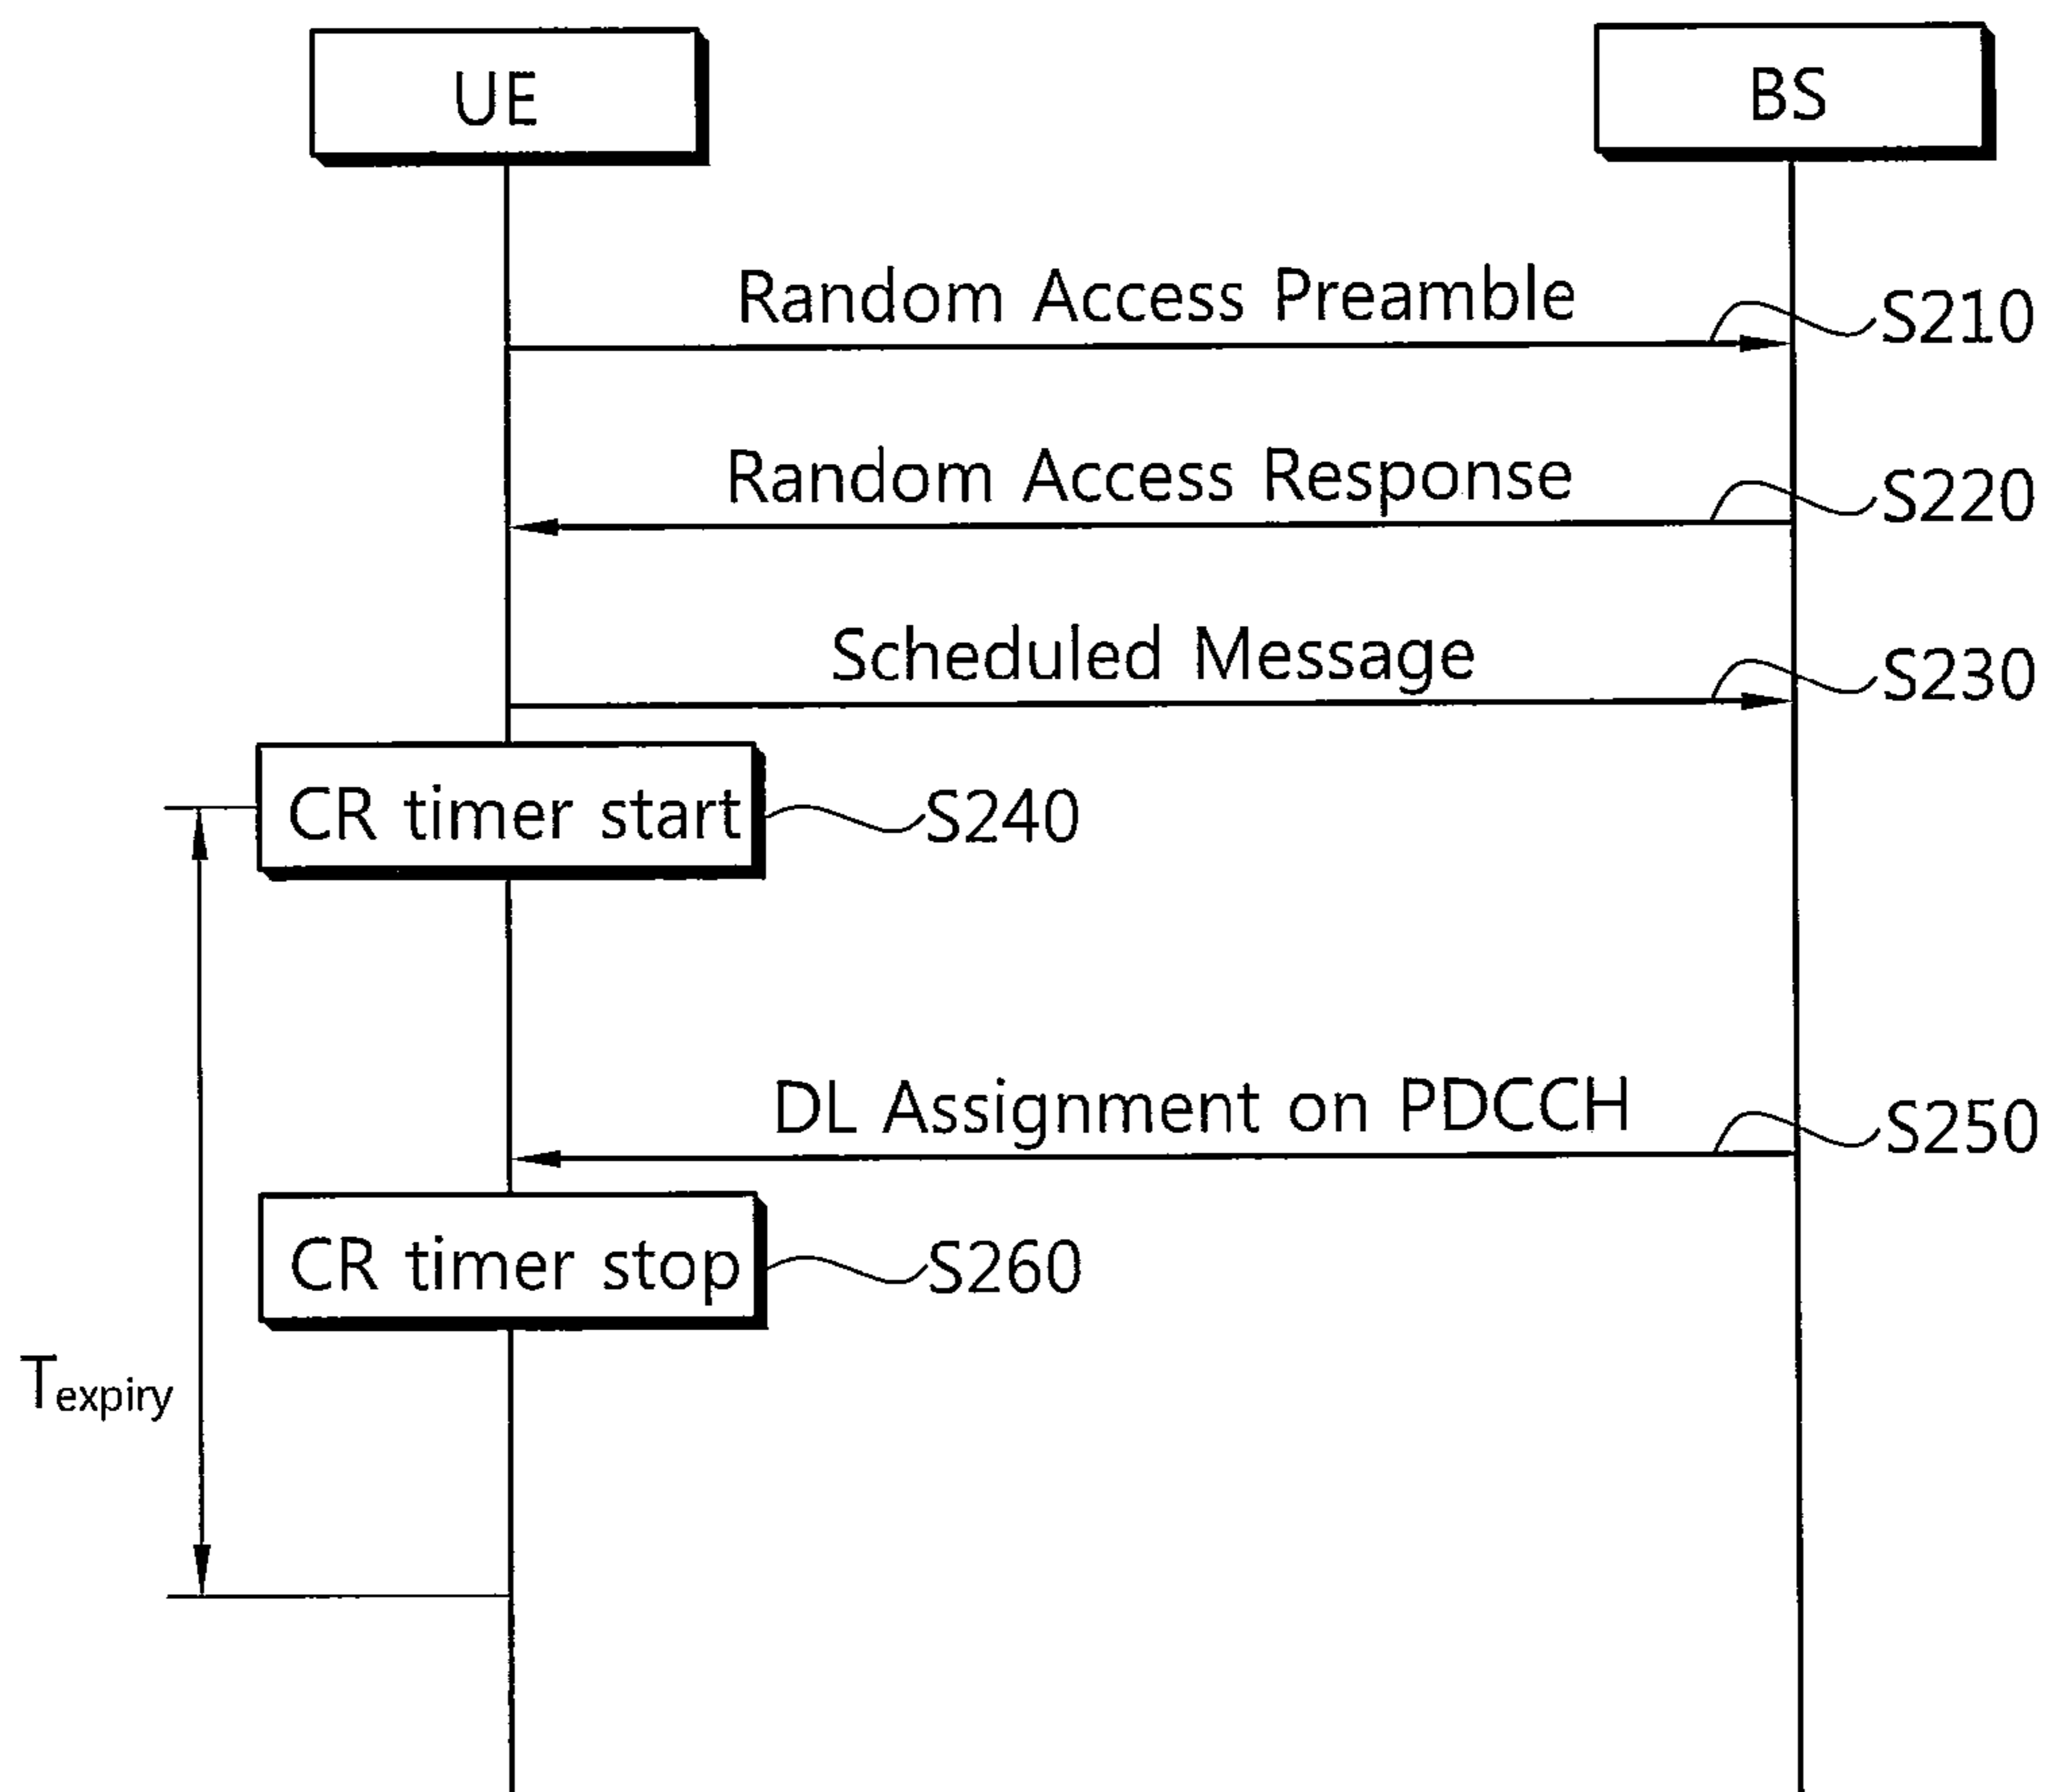 UE
BS
Random Access Preamble
S210
Random Access Response
S220
Scheduled Message
S230
CR timer start
S240
DL Assignment on PDCCH
S250
CR timer stop
S260
Texpiry